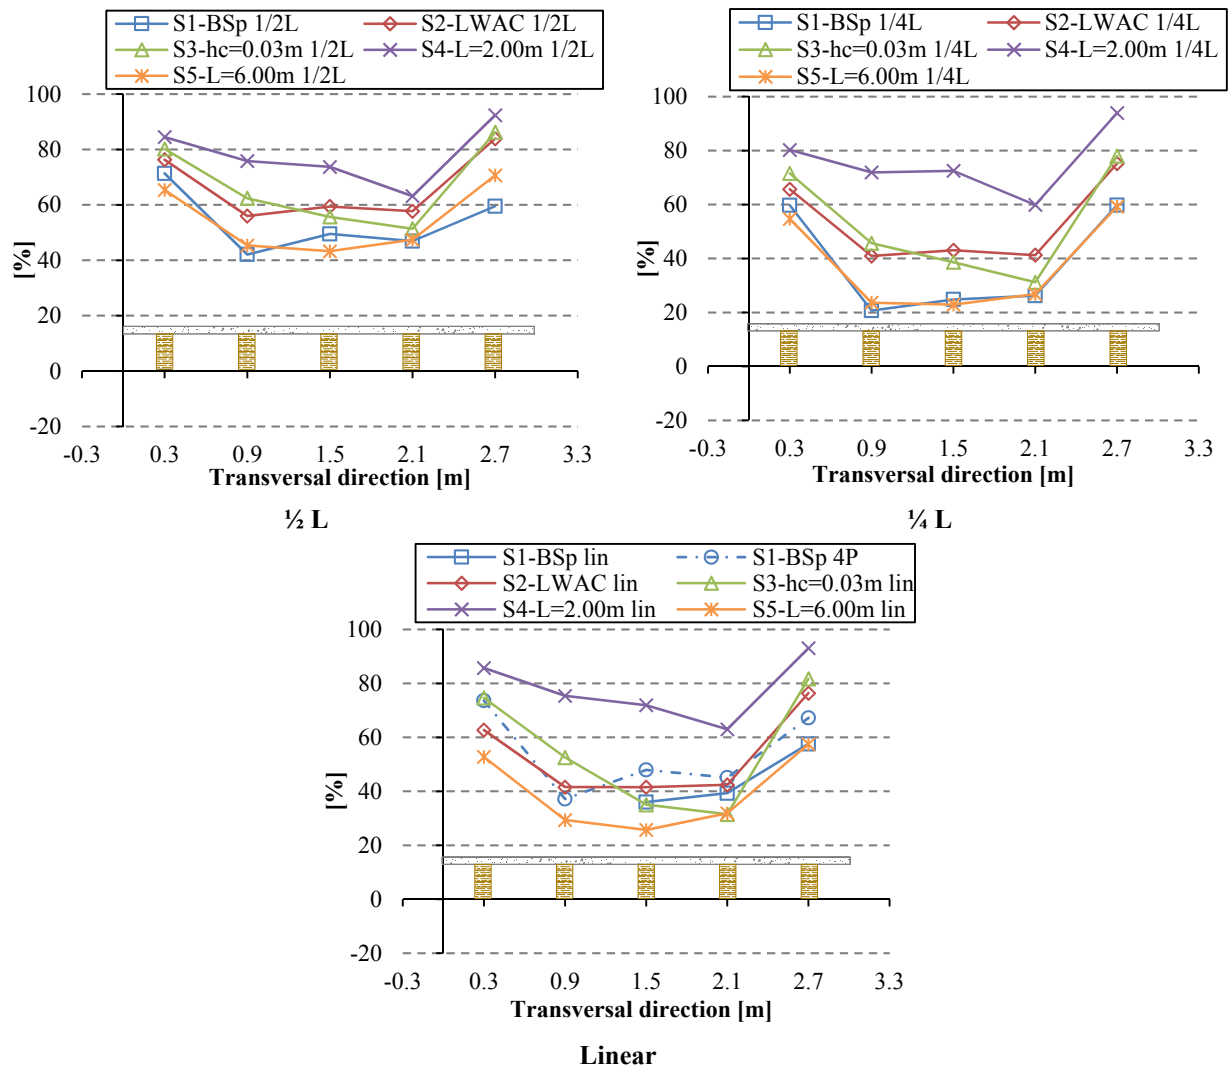 S1-BSp 1/2L S2-LWAC 1/2L
S3-hc=0.03m 1/2L S4-L=2.00m 1/2L
S5-L=6.00m 1/2L
100
80
60
40
20
0
-20
[%]
-0.3 0.3 0.9 1.5 2.1 2.7 3.3
Transversal direction [m]
½ L
S1-BSp 1/4L S2-LWAC 1/4L
S3-hc=0.03m 1/4L S4-L=2.00m 1/4L
S5-L=6.00m 1/4L
100
80
60
40
20
0
-20
[%]
-0.3 0.3 0.9 1.5 2.1 2.7 3.3
Transversal direction [m]
¼ L
S1-BSp lin S1-BSp 4P
S2-LWAC lin S3-hc=0.03m lin
S4-L=2.00m lin S5-L=6.00m lin
100
80
60
40
20
0
-20
[%]
-0.3 0.3 0.9 1.5 2.1 2.7 3.3
Transversal direction [m]
Linear